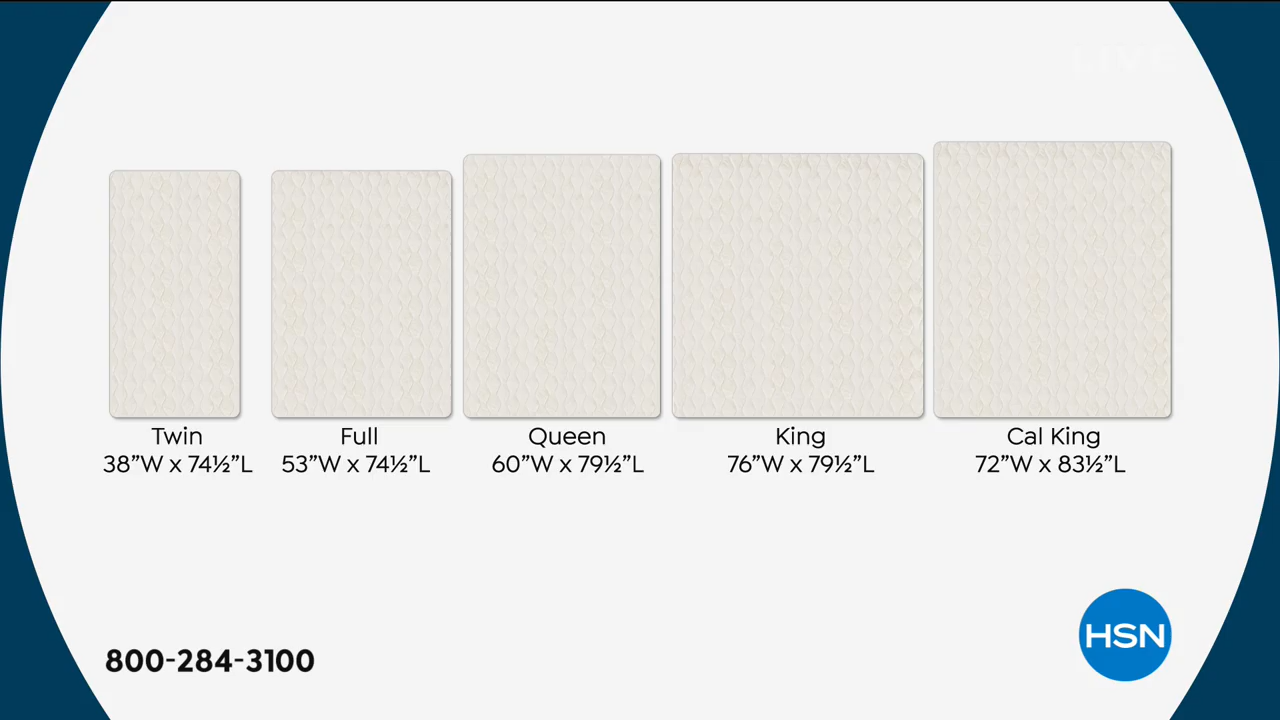 LIVE
Twin
38”W x 74½”L
Full
53”W x 74½”L
Queen
60”W x 79½”L
King
76”W x 79½”L
Cal King
72”W x 83½”L
800-284-3100
HSN